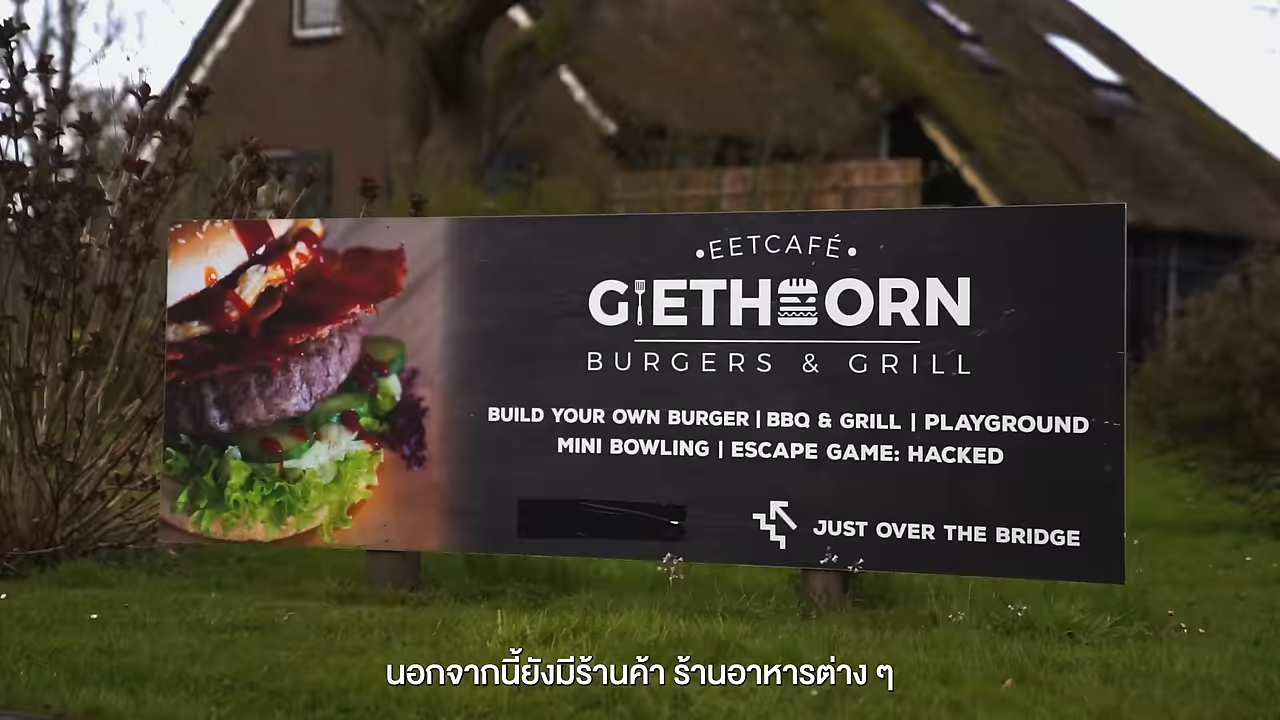 •EETCAFÉ•
GIETHOORN
BURGERS & GRILL
BUILD YOUR OWN BURGER | BBQ & GRILL | PLAYGROUND
MINI BOWLING | ESCAPE GAME: HACKED
JUST OVER THE BRIDGE
นอกจากนี้ยังมีร้านค้า ร้านอาหารต่าง ๆ